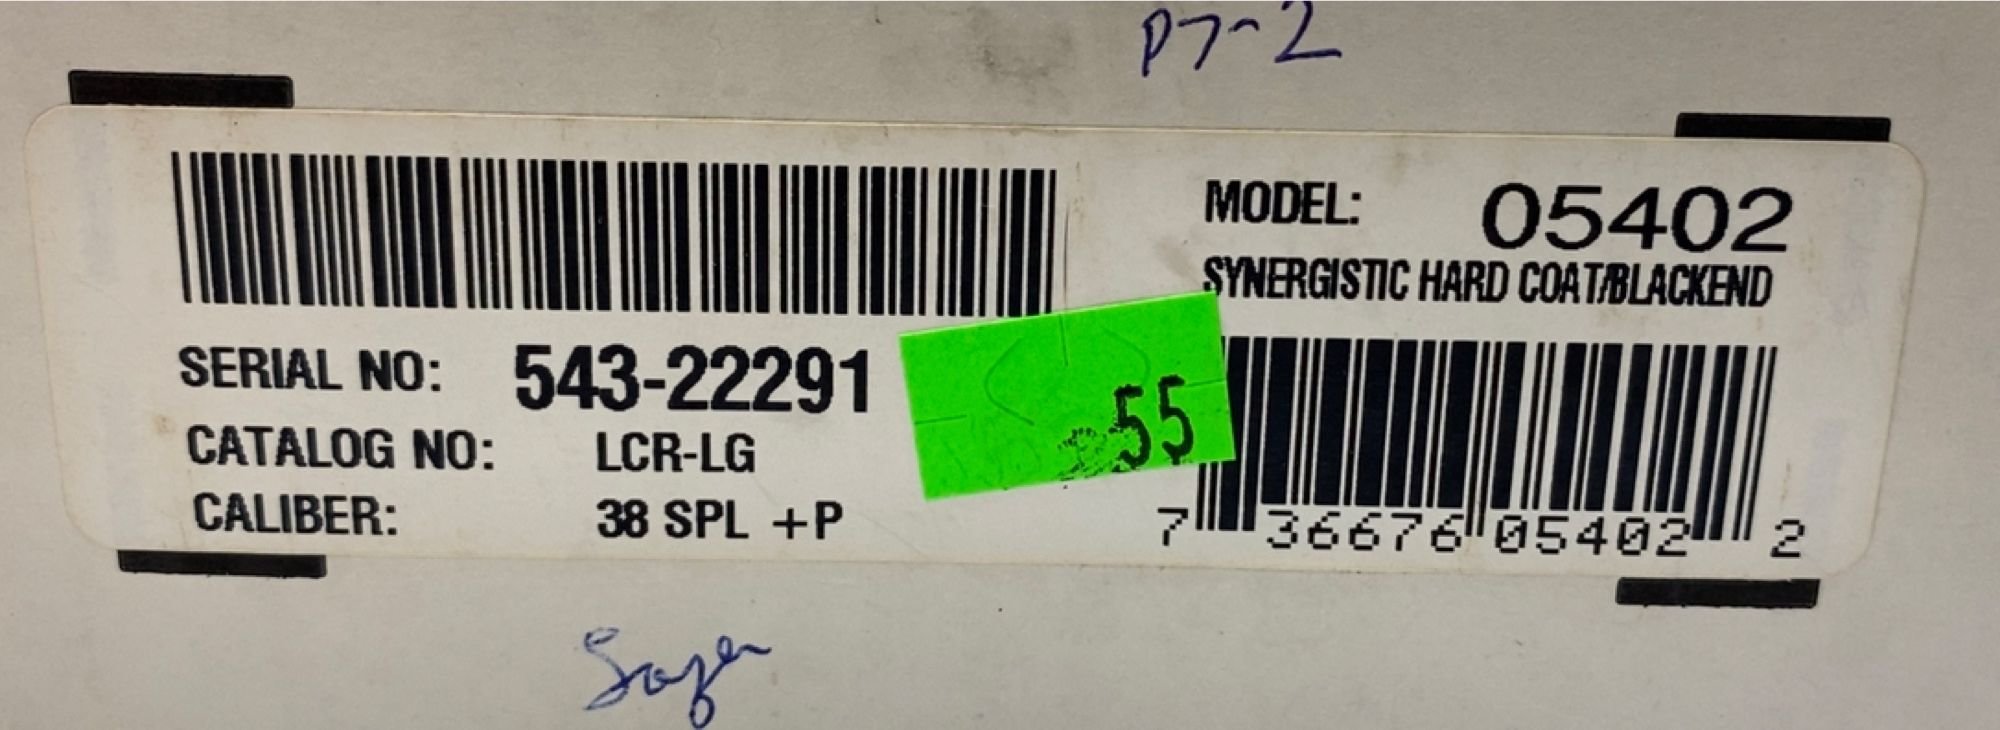 P7-2
MODEL: 05402
SYNERGISTIC HARD COAT/BLACKEND
SERIAL NO: 543-22291
CATALOG NO: LCR-LG
CALIBER: 38 SPL +P
55
7 36676 05402 2